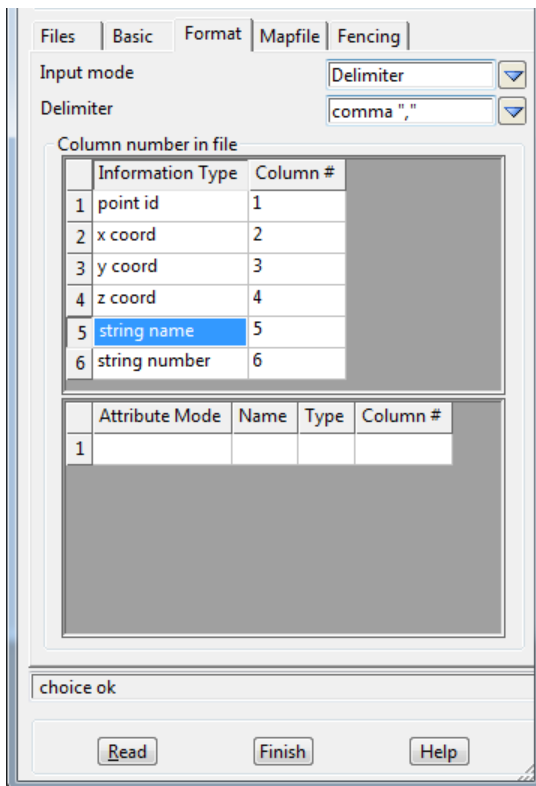 Files Basic Format Mapfile Fencing
Input mode Delimiter
Delimiter comma ","
Column number in file
Information Type Column #
1 point id 1
2 x coord 2
3 y coord 3
4 z coord 4
5 string name 5
6 string number 6
Attribute Mode Name Type Column #
1
choice ok
Read Finish Help